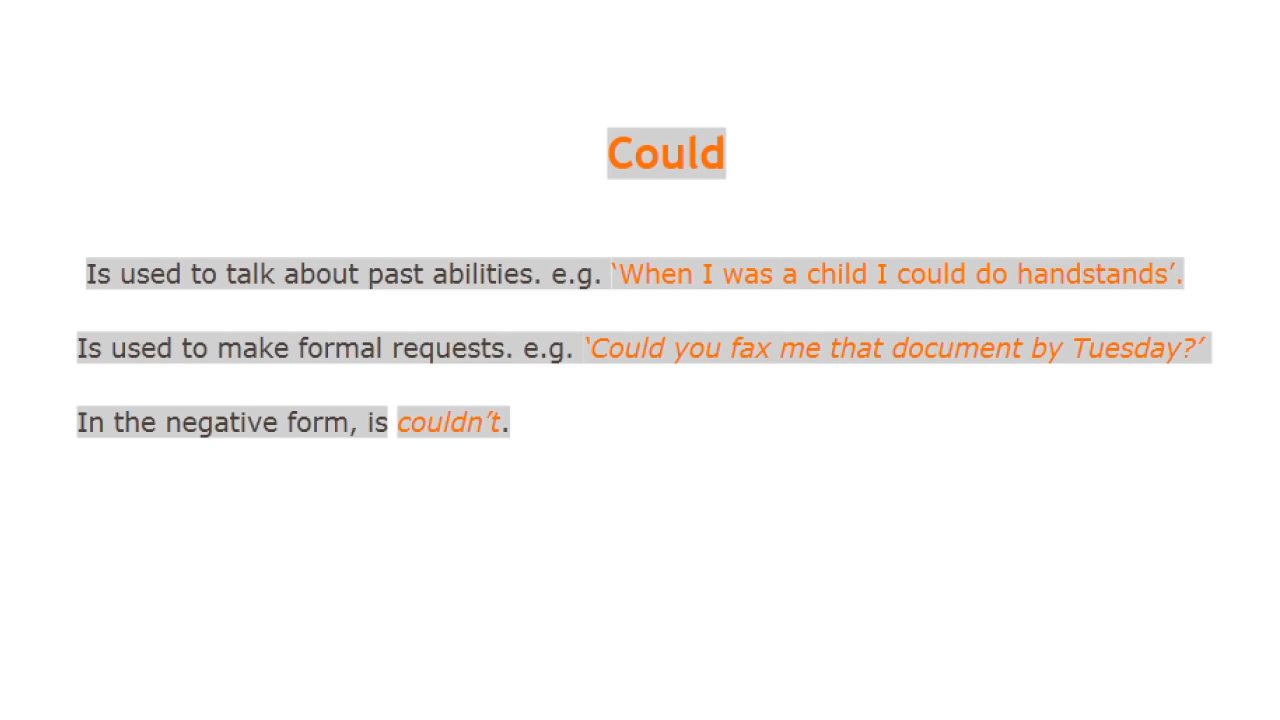 Could
Is used to talk about past abilities. e.g. ‘When I was a child I could do handstands’.
Is used to make formal requests. e.g. ‘Could you fax me that document by Tuesday?’
In the negative form, is couldn’t.